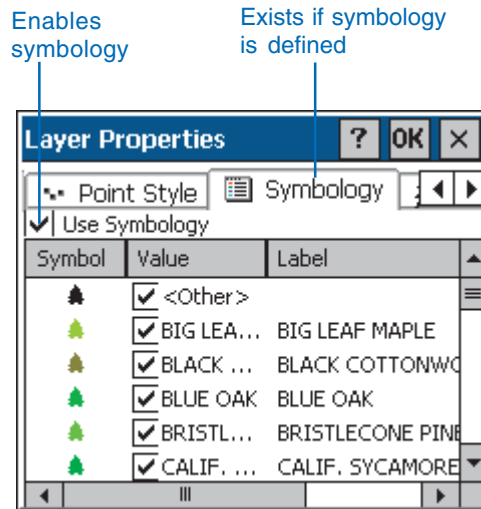 Enables
symbology
Exists if symbology
is defined
Layer Properties ? OK ×
Point Style Symbology
Use Symbology
Symbol Value Label
<Other>
BIG LEA... BIG LEAF MAPLE
BLACK ... BLACK COTTONWO
BLUE OAK BLUE OAK
BRISTL... BRISTLECONE PINE
CALIF. ... CALIF. SYCAMORE